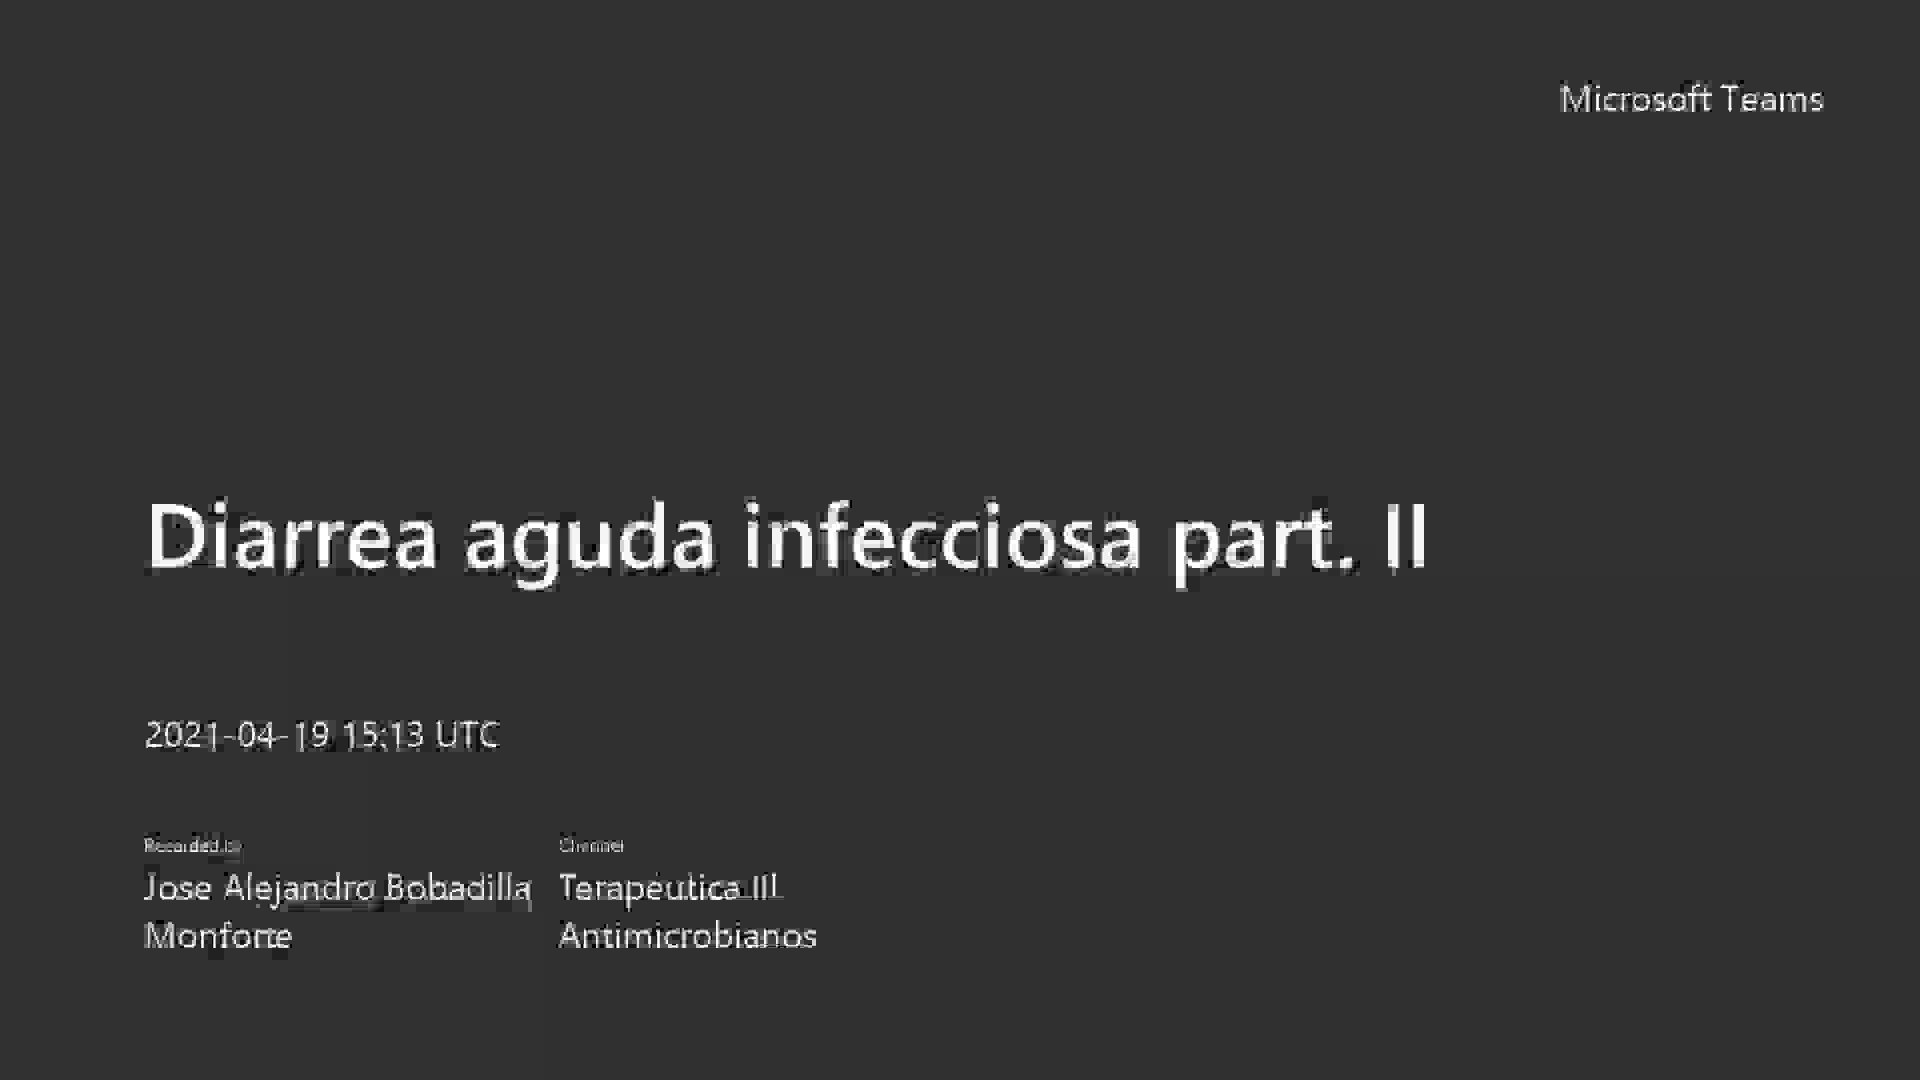 Microsoft Teams
Diarrea aguda infecciosa part. II
2021-04-19 15:13 UTC
Recorded by
Channel
Jose Alejandro Bobadilla
Monforte
Terapéutica III
Antimicrobianos